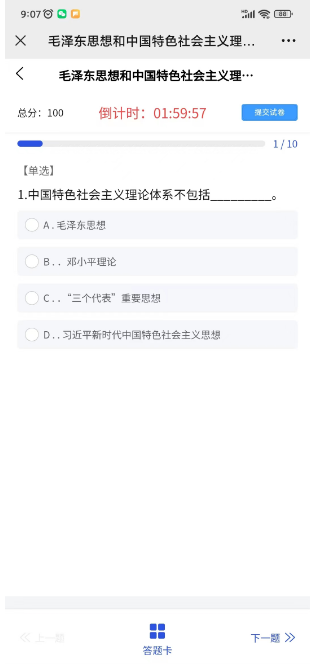 9:07
HD
88
毛泽东思想和中国特色社会主义理…
毛泽东思想和中国特色社会主义理…
总分：100
倒计时：01:59:57
提交试卷
1 / 10
【单选】
1.中国特色社会主义理论体系不包括_________。
A . 毛泽东思想
B . . 邓小平理论
C . . “三个代表”重要思想
D . . 习近平新时代中国特色社会主义思想
上一题
答题卡
下一题